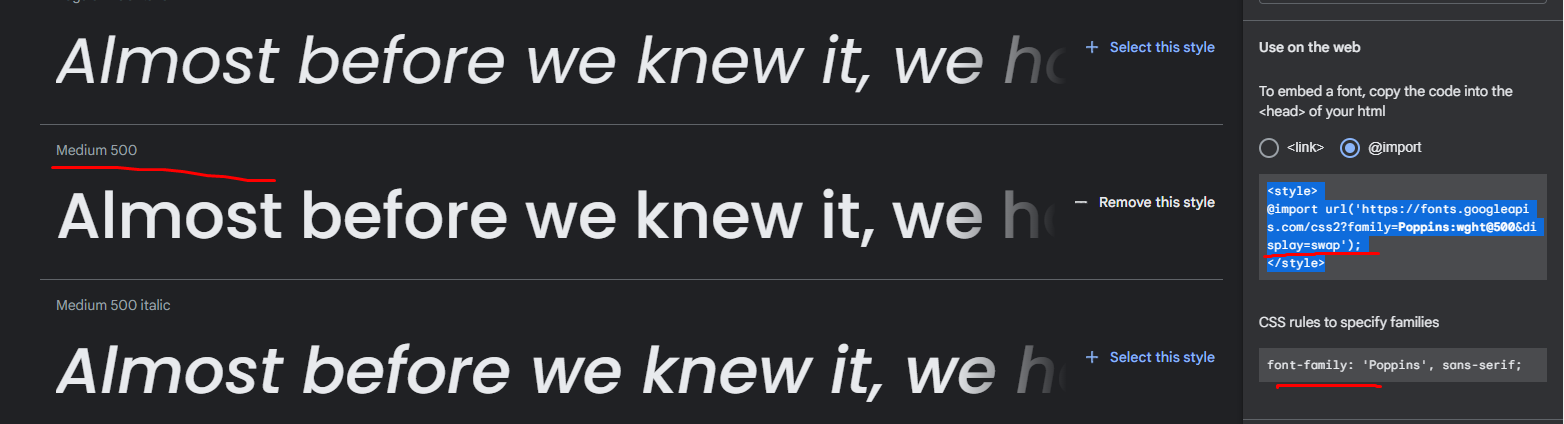 Almost before we knew it, we
Select this style
Medium 500
Almost before we knew it, we
Remove this style
Medium 500 italic
Almost before we knew it, we
Select this style
Use on the web
To embed a font, copy the code into the
<head> of your html
<link> @import
<style>
@import url('https://fonts.googleapi
s.com/css2?family=Poppins:wght@500&di
splay=swap');
</style>
CSS rules to specify families
font-family: 'Poppins', sans-serif;